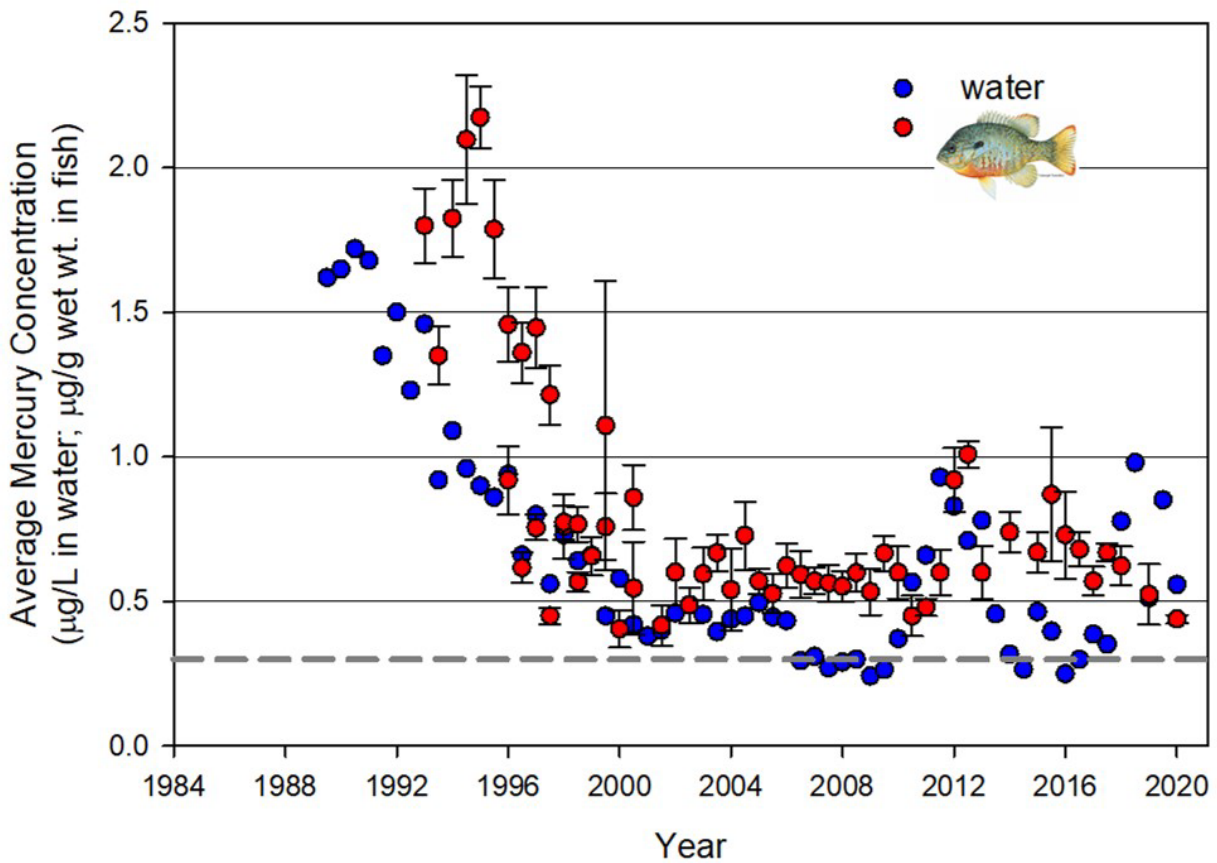 2.5
2.0
1.5
1.0
0.5
0.0
Average Mercury Concentration
(μg/L in water; μg/g wet wt. in fish)
water
1984 1988 1992 1996 2000 2004 2008 2012 2016 2020
Year